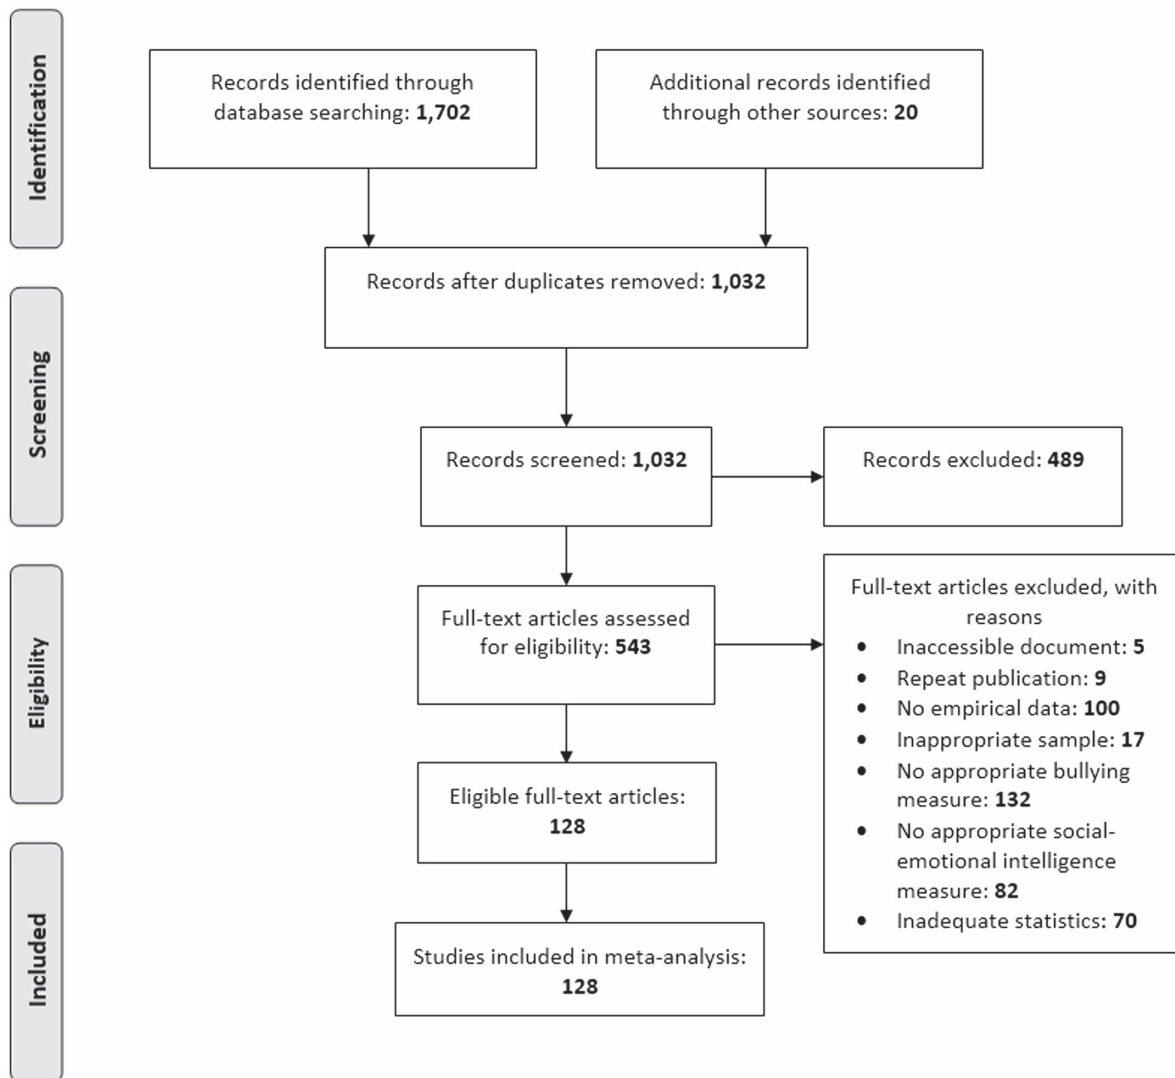 Identification
Records identified through
database searching: 1,702
Additional records identified
through other sources: 20
Records after duplicates removed: 1,032
Screening
Records screened: 1,032
Records excluded: 489
Eligibility
Full-text articles assessed
for eligibility: 543
Full-text articles excluded, with
reasons
• Inaccessible document: 5
• Repeat publication: 9
• No empirical data: 100
• Inappropriate sample: 17
• No appropriate bullying
measure: 132
• No appropriate social-
emotional intelligence
measure: 82
• Inadequate statistics: 70
Eligible full-text articles:
128
Included
Studies included in meta-analysis:
128